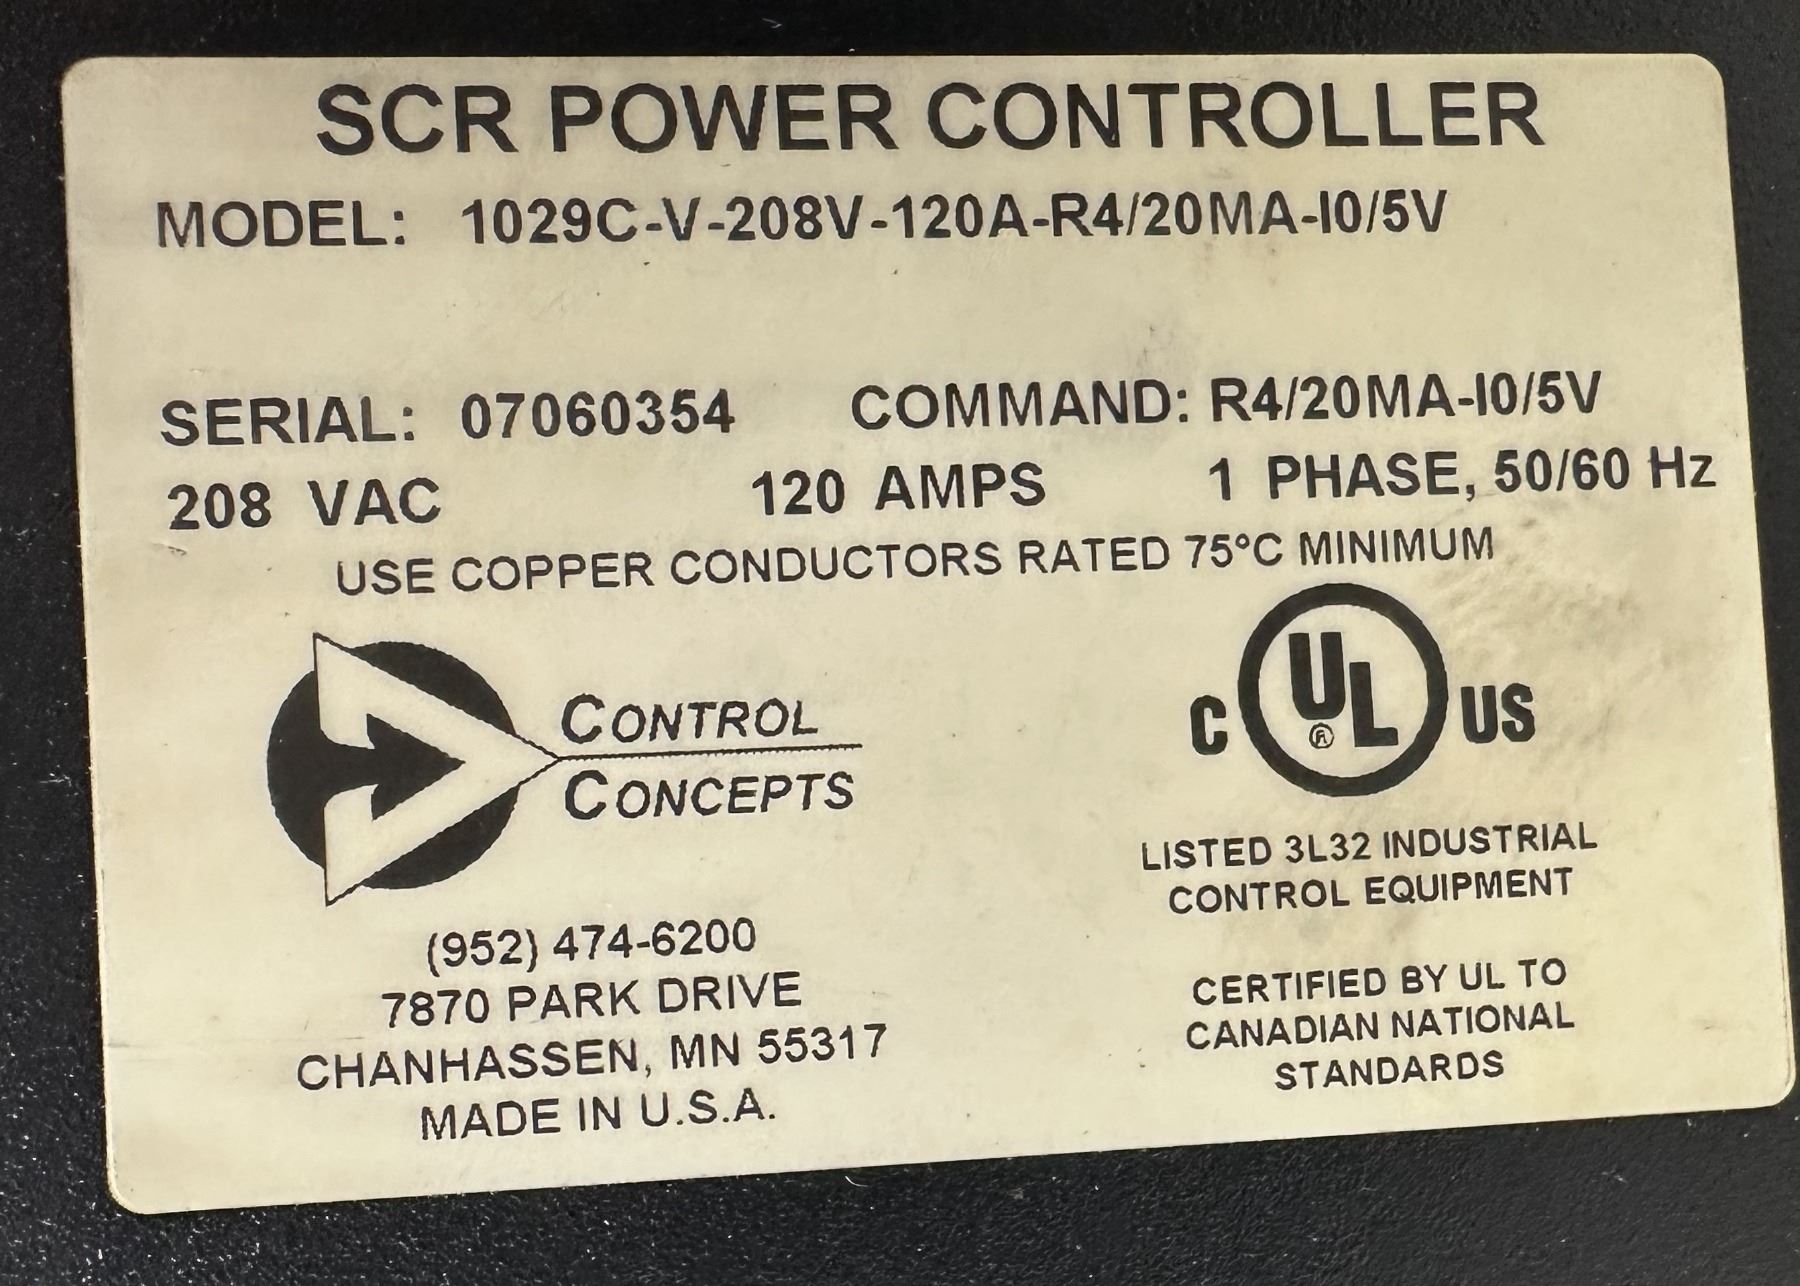 SCR POWER CONTROLLER
MODEL: 1029C-V-208V-120A-R4/20MA-I0/5V
SERIAL: 07060354 COMMAND: R4/20MA-I0/5V
208 VAC 120 AMPS 1 PHASE, 50/60 Hz
USE COPPER CONDUCTORS RATED 75°C MINIMUM
CONTROL
CONCEPTS
(952) 474-6200
7870 PARK DRIVE
CHANHASSEN, MN 55317
MADE IN U.S.A.
C UL® US
LISTED 3L32 INDUSTRIAL
CONTROL EQUIPMENT
CERTIFIED BY UL TO
CANADIAN NATIONAL
STANDARDS